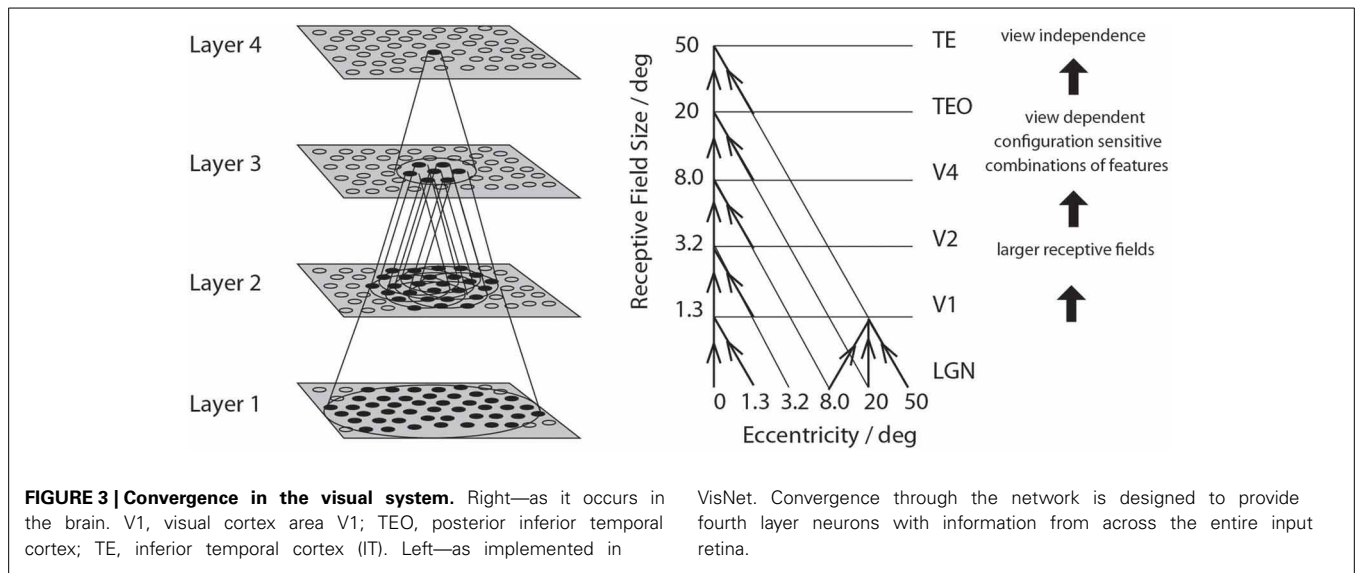 Layer 4
Layer 3
Layer 2
Layer 1
Receptive Field Size / deg
50
20
8.0
3.2
1.3
TE
TEO
V4
V2
V1
LGN
0 1.3 3.2 8.0 20 50
Eccentricity / deg
view independence
view dependent
configuration sensitive
combinations of features
larger receptive fields
FIGURE 3 | Convergence in the visual system. Right—as it occurs in
the brain. V1, visual cortex area V1; TEO, posterior inferior temporal
cortex; TE, inferior temporal cortex (IT). Left—as implemented in
VisNet. Convergence through the network is designed to provide
fourth layer neurons with information from across the entire input
retina.